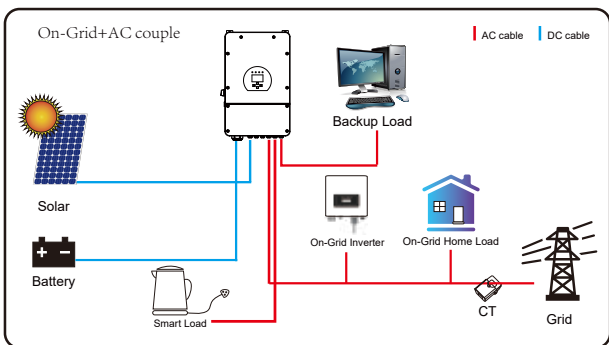 On-Grid+AC couple
AC cable
DC cable
Backup Load
Solar
On-Grid Inverter
On-Grid Home Load
Battery
Smart Load
CT
Grid